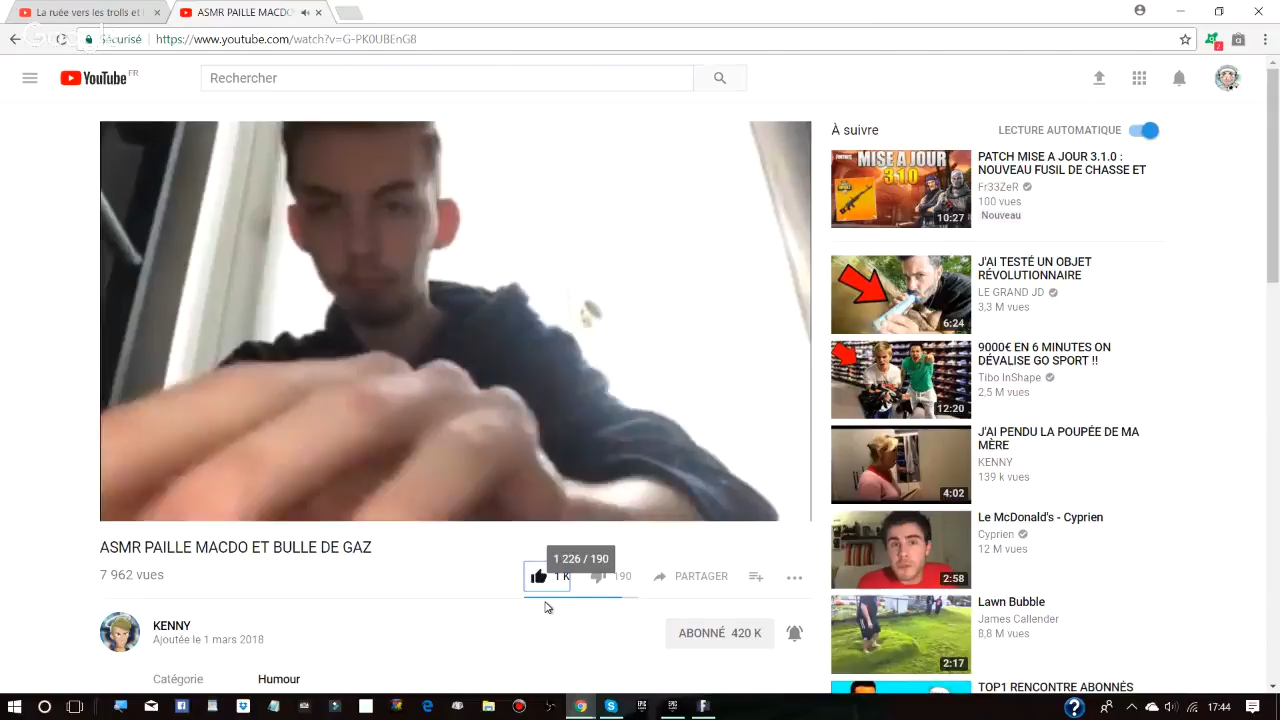 La ruée vers les trolls et l
ASMR PAILLE MACDO
Sécurisé
https://www.youtube.com/watch?v=G-PK0UBEnG8
2
YouTube FR
Rechercher
ASMR PAILLE MACDO ET BULLE DE GAZ
7 962 vues
1 226 / 190
1 K
190
PARTAGER
KENNY
Ajoutée le 1 mars 2018
ABONNÉ 420 K
Catégorie
Humour
À suivre
LECTURE AUTOMATIQUE
MISE A JOUR
3.1.0
10:27
PATCH MISE A JOUR 3.1.0 :
NOUVEAU FUSIL DE CHASSE ET
Fr33ZeR
100 vues
Nouveau
6:24
J'AI TESTÉ UN OBJET
RÉVOLUTIONNAIRE
LE GRAND JD
3,3 M vues
12:20
9000€ EN 6 MINUTES ON
DÉVALISE GO SPORT !!
Tibo InShape
2,5 M vues
4:02
J'AI PENDU LA POUPÉE DE MA
MÈRE
KENNY
139 k vues
2:58
Le McDonald's - Cyprien
Cyprien
12 M vues
2:17
Lawn Bubble
James Callender
8,8 M vues
TOP1 RENCONTRE ABONNÉS
17:44